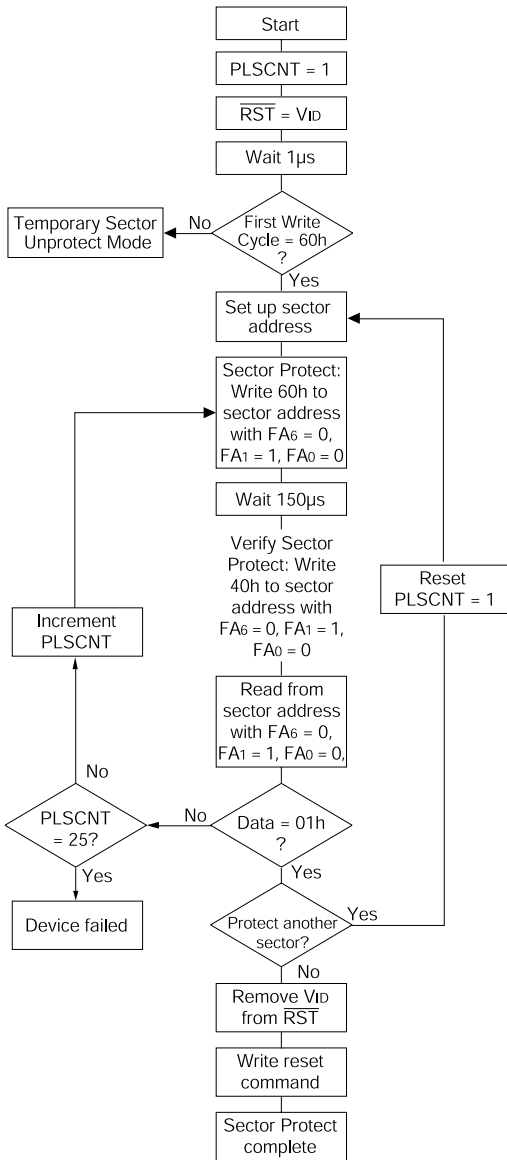 Start
PLSCNT = 1
RST = VID
Wait 1µs
First Write
Cycle = 60h
?
No
Temporary Sector
Unprotect Mode
Yes
Set up sector
address
Sector Protect:
Write 60h to
sector address
with FA6 = 0,
FA1 = 1, FA0 = 0
Wait 150µs
Verify Sector
Protect: Write
40h to sector
address with
FA6 = 0, FA1 = 1,
FA0 = 0
Reset
PLSCNT = 1
Increment
PLSCNT
Read from
sector address
with FA6 = 0,
FA1 = 1, FA0 = 0,
No
PLSCNT
= 25?
No
Data = 01h
?
Yes
Yes
Device failed
Protect another
sector?
Yes
No
Remove VID
from RST
Write reset
command
Sector Protect
complete